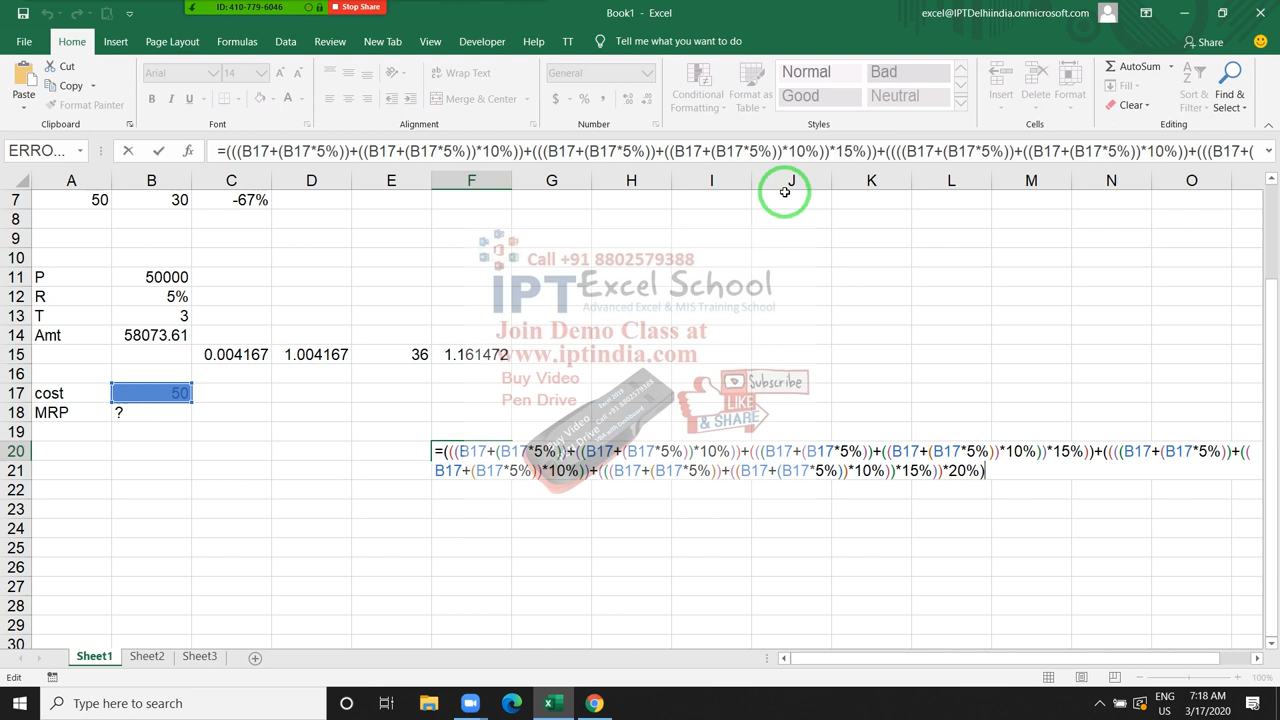 ID: 410-779-6046
Stop Share
Book1 - Excel
excel@IPTDelhiindia.onmicrosoft.com
File Home Insert Page Layout Formulas Data Review New Tab View Developer Help TT Tell me what you want to do Share
Paste
Cut
Copy
Format Painter
Clipboard
Arial 14
B I U
Font
Wrap Text
Merge & Center
Alignment
General
$ % ,
Number
Conditional Formatting
Format as Table
Normal Bad
Good Neutral
Styles
Insert Delete Format
Cells
AutoSum
Fill
Clear
Sort & Filter
Find & Select
Editing
ERRO... fx =(((B17+(B17*5%))+((B17+(B17*5%))*10%))+(((B17+(B17*5%))+((B17+(B17*5%))*10%))*15%))+((((B17+(B17*5%))+((B17+(B17*5%))*10%))+(((B17+(
A B C D E F G H I J K L M N O
7 50 30 -67%
8
9
10
11 P 50000
12 R 5%
13 T 3
14 Amt 58073.61
15 0.004167 1.004167 36 1.161472
16
17 cost 50
18 MRP ?
19
20 =(((B17+(B17*5%))+((B17+(B17*5%))*10%))+(((B17+(B17*5%))+((B17+(B17*5%))*10%))*15%))+((((B17+(B17*5%))+((
21 B17+(B17*5%))*10%))+(((B17+(B17*5%))+((B17+(B17*5%))*10%))*15%))*20%)
22
23
24
25
26
27
28
29
30
Call +91 8802579388
IPT Excel School
Advanced Excel & MIS Training School
Join Demo Class at
www.iptindia.com
Buy Video
Pen Drive
Subscribe
LIKE
& SHARE
Sheet1 Sheet2 Sheet3
Edit
100%
Type here to search
ENG
US
7:18 AM
3/17/2020